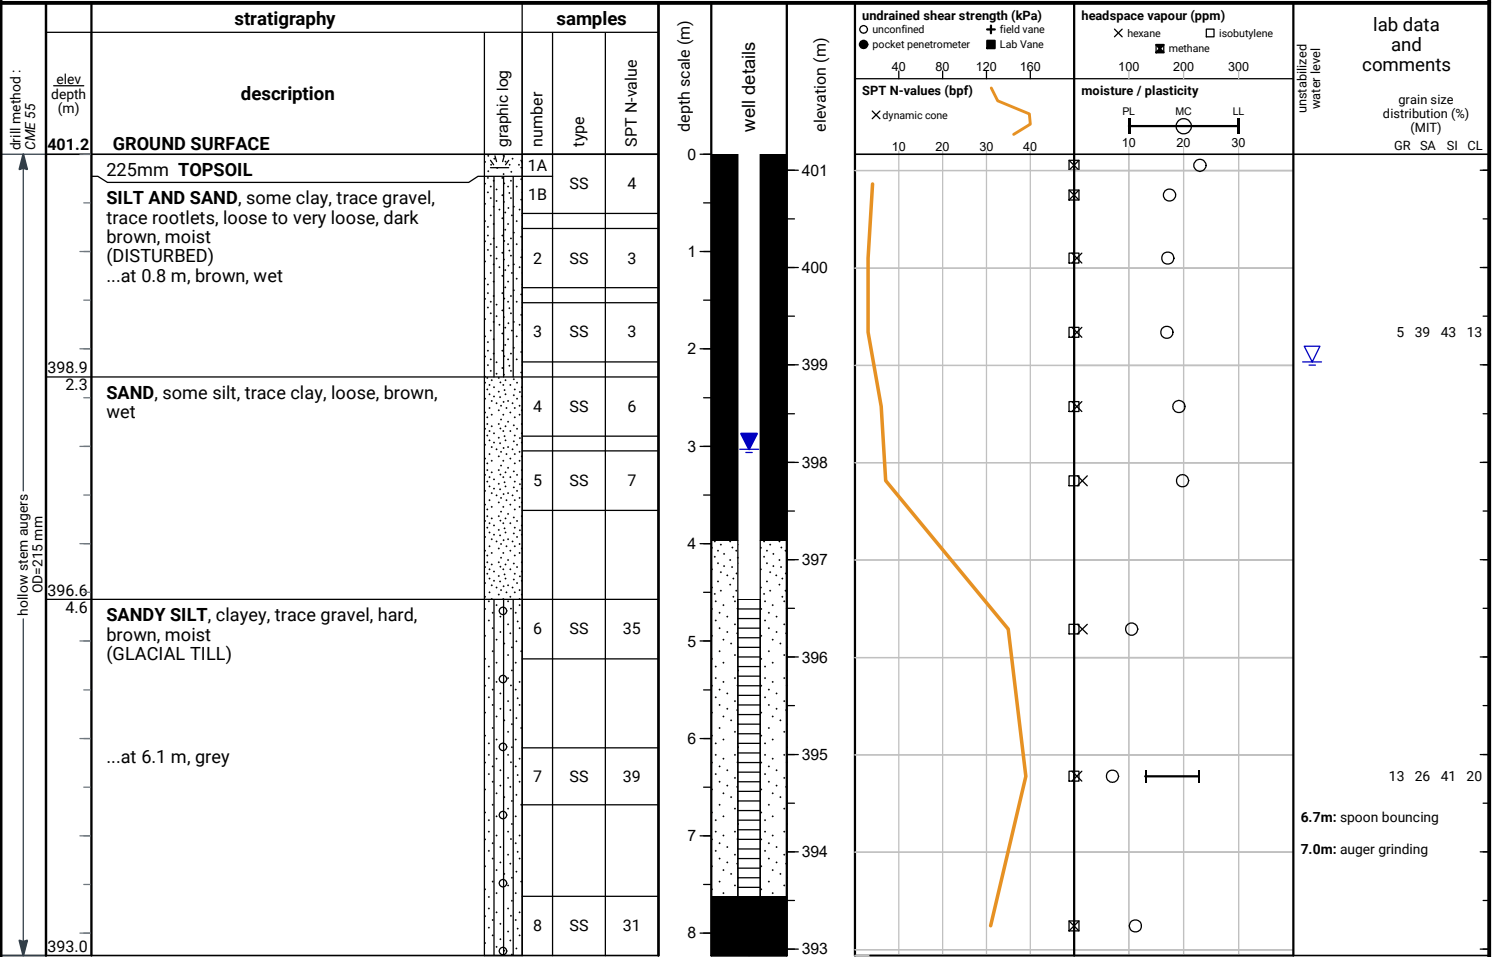 stratigraphy
samples
drill method :
CME 55
elev
depth
(m)
description
graphic log
number
type
SPT N-value
depth scale (m)
well details
elevation (m)
undrained shear strength (kPa)
unconfined
field vane
pocket penetrometer
Lab Vane
40 80 120 160
SPT N-values (bpf)
dynamic cone
10 20 30 40
headspace vapour (ppm)
hexane
isobutylene
methane
100 200 300
moisture / plasticity
PL MC LL
10 20 30
unstabilized
water level
lab data
and
comments
grain size
distribution (%)
(MIT)
GR SA SI CL
401.2 GROUND SURFACE
225mm TOPSOIL
SILT AND SAND, some clay, trace gravel,
trace rootlets, loose to very loose, dark
brown, moist
(DISTURBED)
...at 0.8 m, brown, wet
398.9
2.3
SAND, some silt, trace clay, loose, brown,
wet
396.6
4.6
SANDY SILT, clayey, trace gravel, hard,
brown, moist
(GLACIAL TILL)
...at 6.1 m, grey
393.0
hollow stem augers
OD=215 mm
1A
1B
SS 4
2 SS 3
3 SS 3
4 SS 6
5 SS 7
6 SS 35
7 SS 39
8 SS 31
0
1
2
3
4
5
6
7
8
401
400
399
398
397
396
395
394
393
5 39 43 13
13 26 41 20
6.7m: spoon bouncing
7.0m: auger grinding